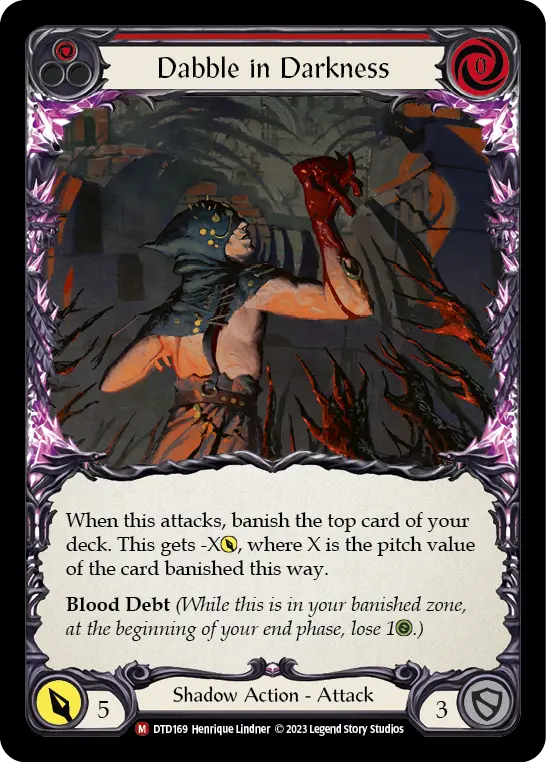 Dabble in Darkness
0
When this attacks, banish the top card of your
deck. This gets -X, where X is the pitch value
of the card banished this way.
Blood Debt (While this is in your banished zone,
at the beginning of your end phase, lose 1.)
5
Shadow Action - Attack
3
M DTD169 Henrique Lindner © 2023 Legend Story Studios